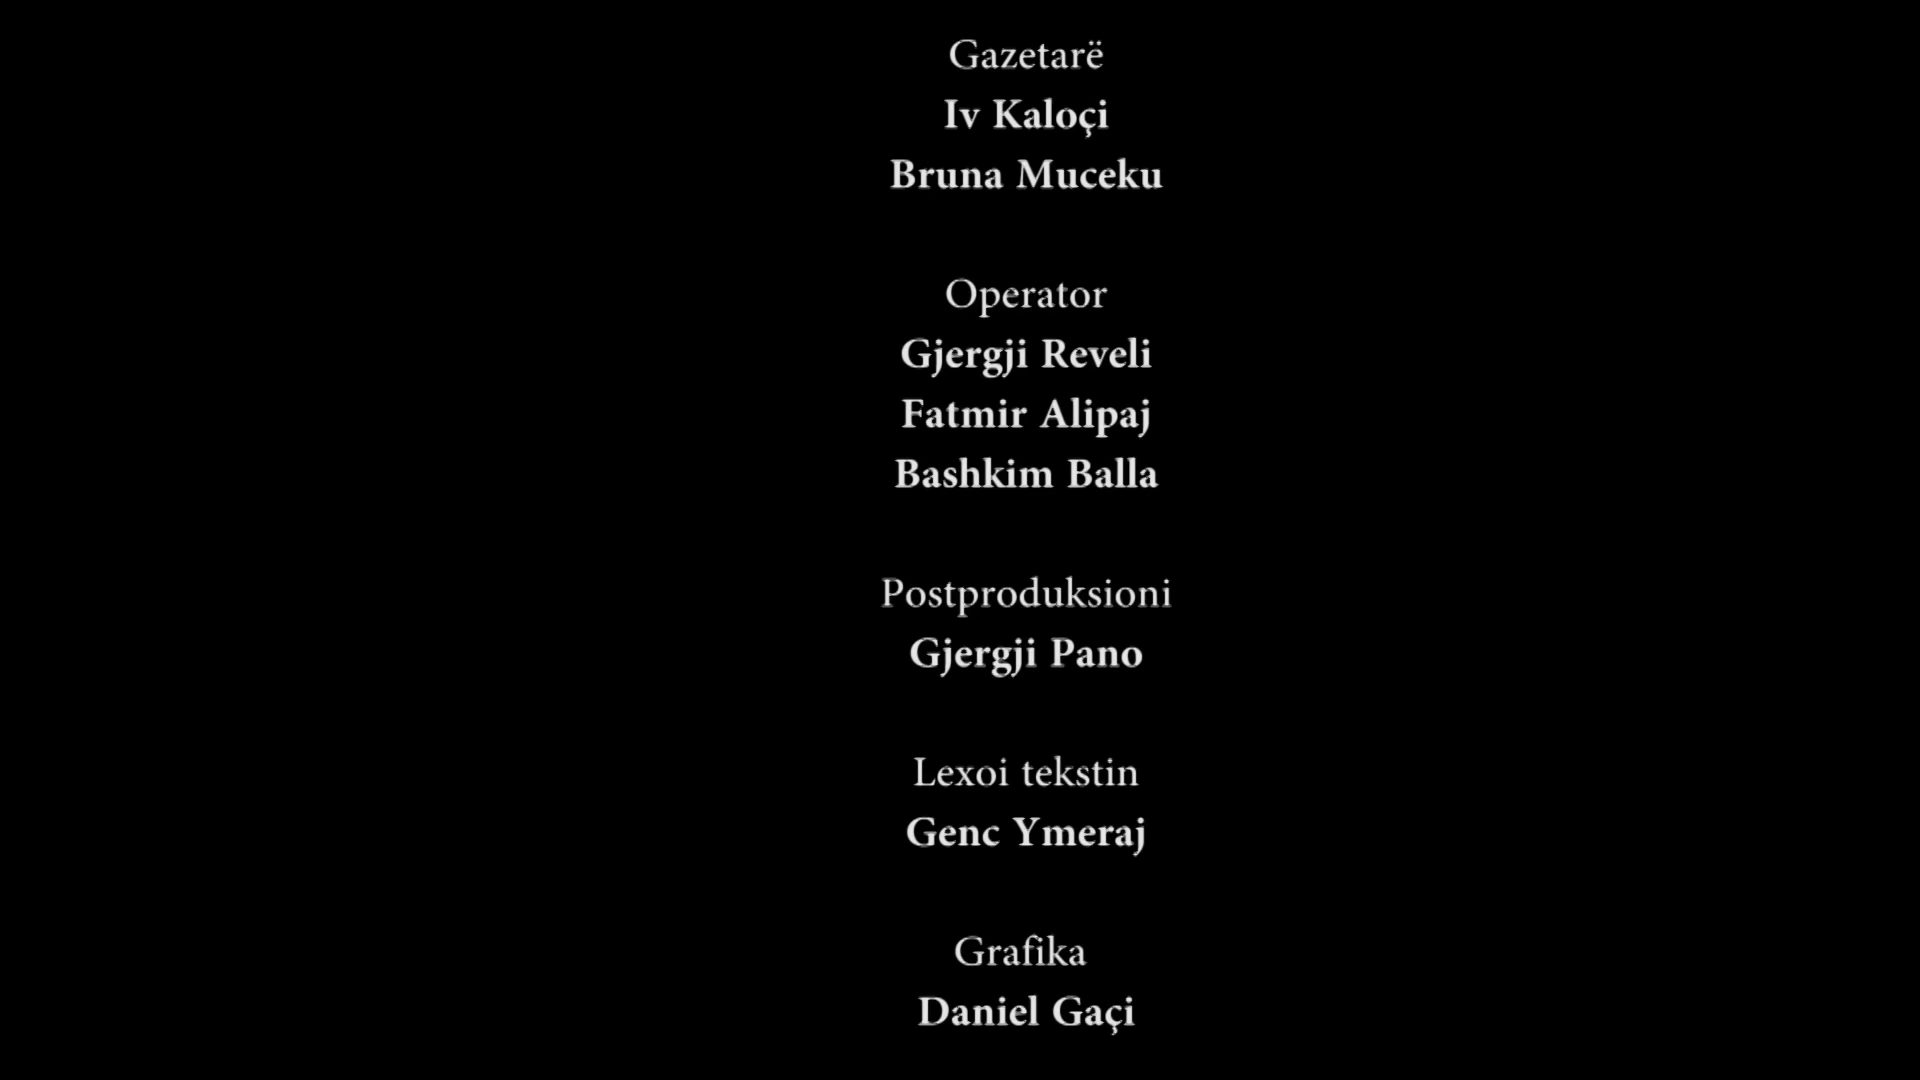 Gazetarë
Iv Kaloçi
Bruna Muceku
Operator
Gjergji Reveli
Fatmir Alipaj
Bashkim Balla
Postproduksioni
Gjergji Pano
Lexoi tekstin
Genc Ymeraj
Grafika
Daniel Gaçi